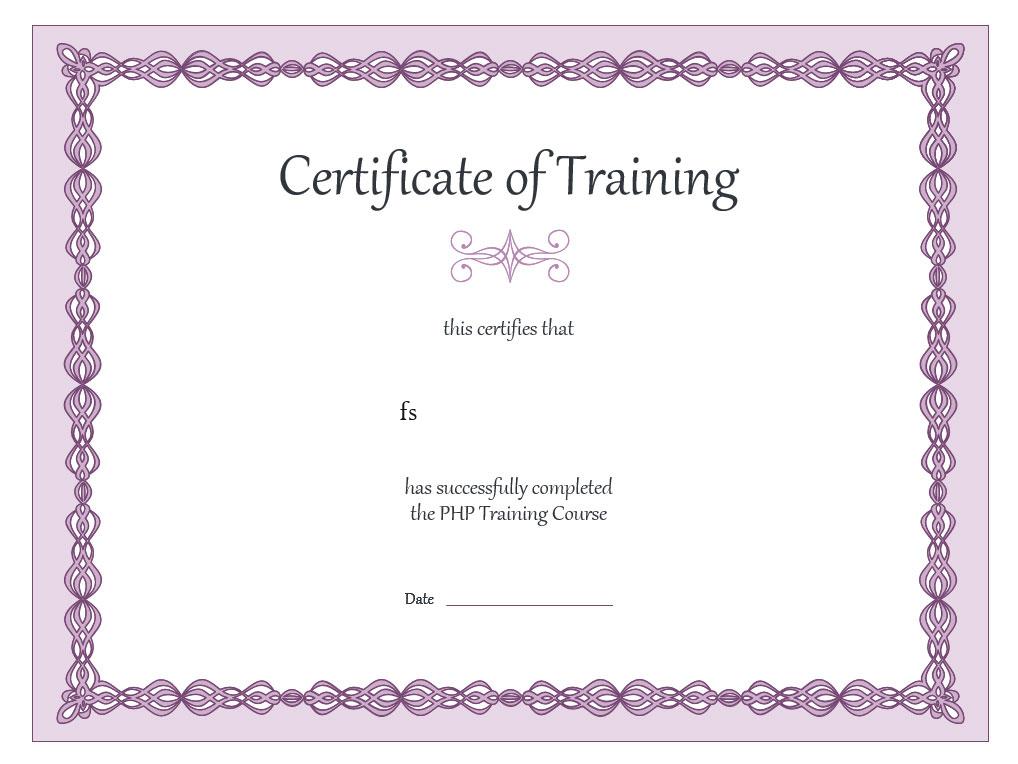 Certificate of Training
this certifies that
fs
has successfully completed
the PHP Training Course
Date